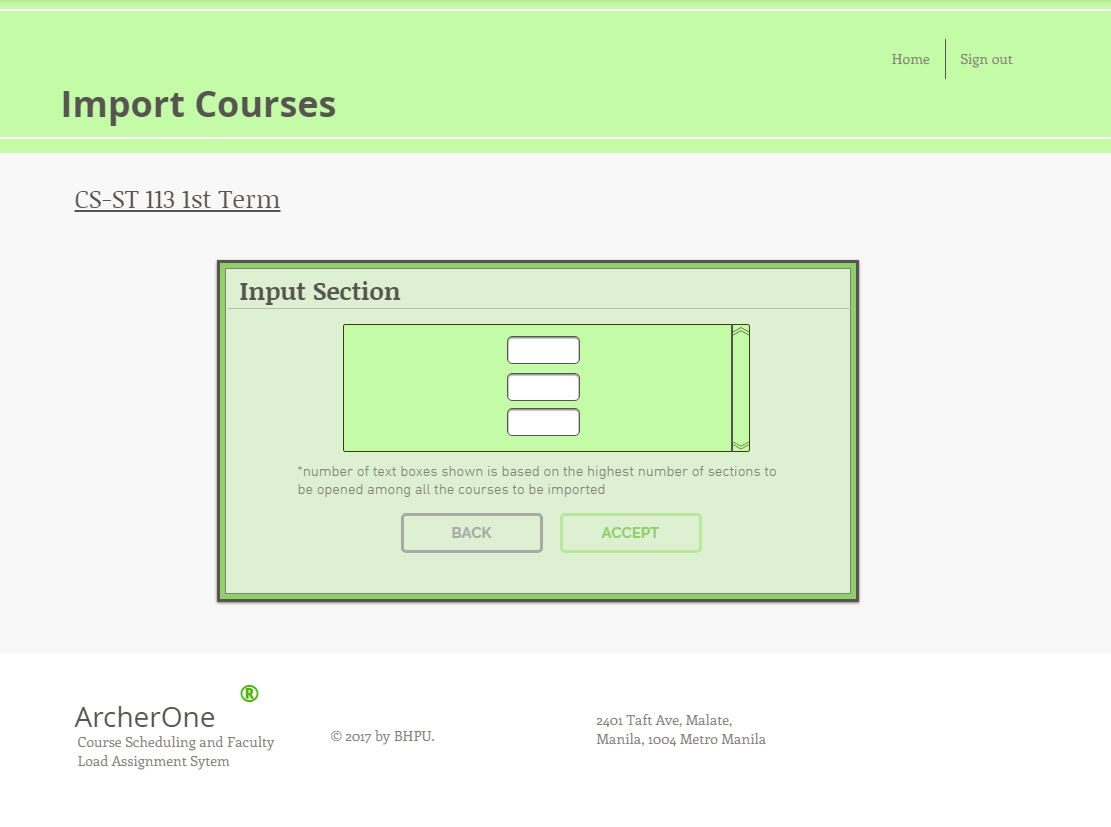 Home
Sign out
Import Courses
CS-ST 113 1st Term
Input Section
*number of text boxes shown is based on the highest number of sections to
be opened among all the courses to be imported
BACK
ACCEPT
®
ArcherOne
Course Scheduling and Faculty
Load Assignment Sytem
© 2017 by BHPU.
2401 Taft Ave, Malate,
Manila, 1004 Metro Manila